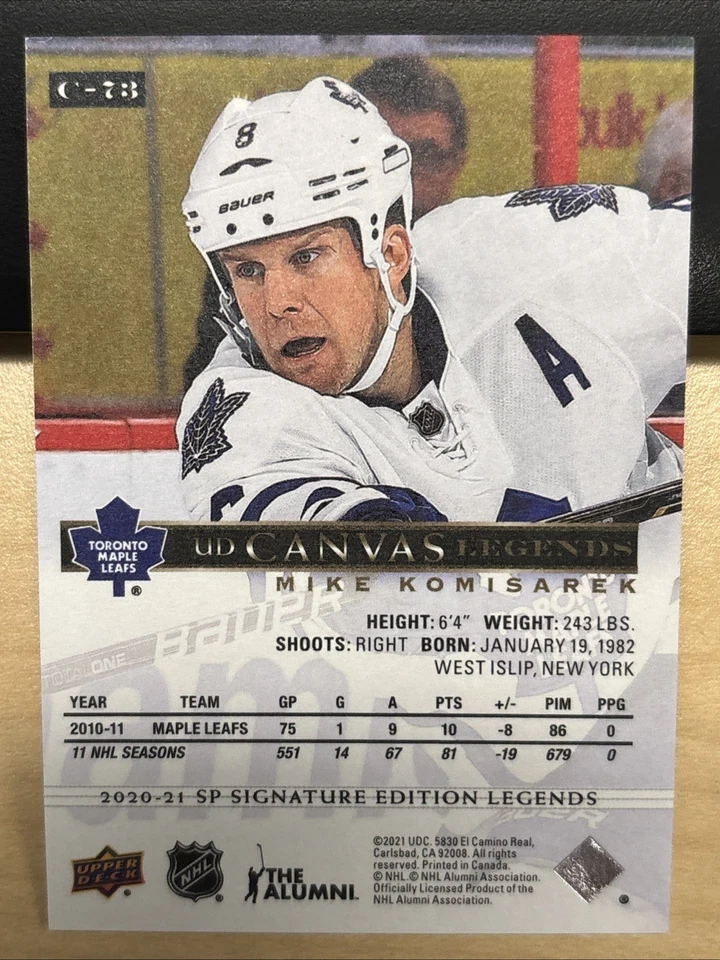 C-73
8
BAUER
A
NHL
TORONTO
MAPLE
LEAFS
®
UD CANVAS LEGENDS
MIKE KOMISAREK
HEIGHT: 6'4" WEIGHT: 243 LBS.
SHOOTS: RIGHT BORN: JANUARY 19, 1982
WEST ISLIP, NEW YORK
YEAR TEAM GP G A PTS +/- PIM PPG
2010-11 MAPLE LEAFS 75 1 9 10 -8 86 0
11 NHL SEASONS 551 14 67 81 -19 679 0
2020-21 SP SIGNATURE EDITION LEGENDS
UPPER
DECK
NHL
THE
ALUMNI
©2021 UDC. 5830 El Camino Real,
Carlsbad, CA 92008. All rights
reserved. Printed in Canada.
© NHL.© NHL Alumni Association.
Officially Licensed Product of the
NHL Alumni Association.